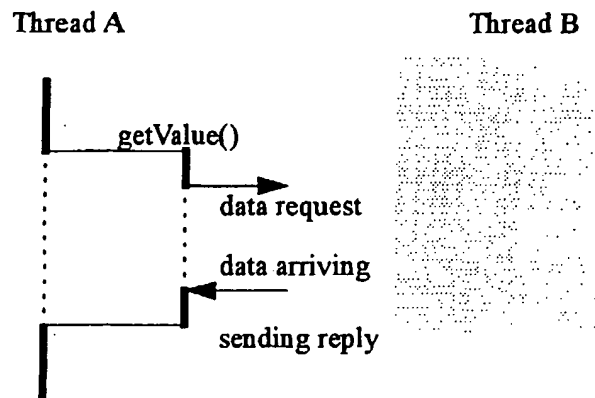 Thread A
Thread B
getValue()
data request
data arriving
sending reply